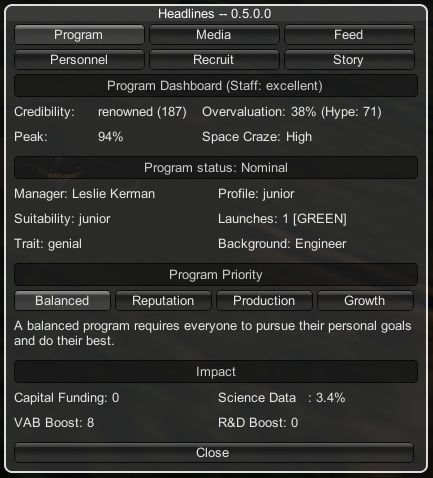 Headlines -- 0.5.0.0
Program Media Feed
Personnel Recruit Story
Program Dashboard (Staff: excellent)
Credibility: renowned (187) Overvaluation: 38% (Hype: 71)
Peak: 94% Space Craze: High
Program status: Nominal
Manager: Leslie Kerman Profile: junior
Suitability: junior Launches: 1 [GREEN]
Trait: genial Background: Engineer
Program Priority
Balanced Reputation Production Growth
A balanced program requires everyone to pursue their personal goals
and do their best.
Impact
Capital Funding: 0 Science Data : 3.4%
VAB Boost: 8 R&D Boost: 0
Close